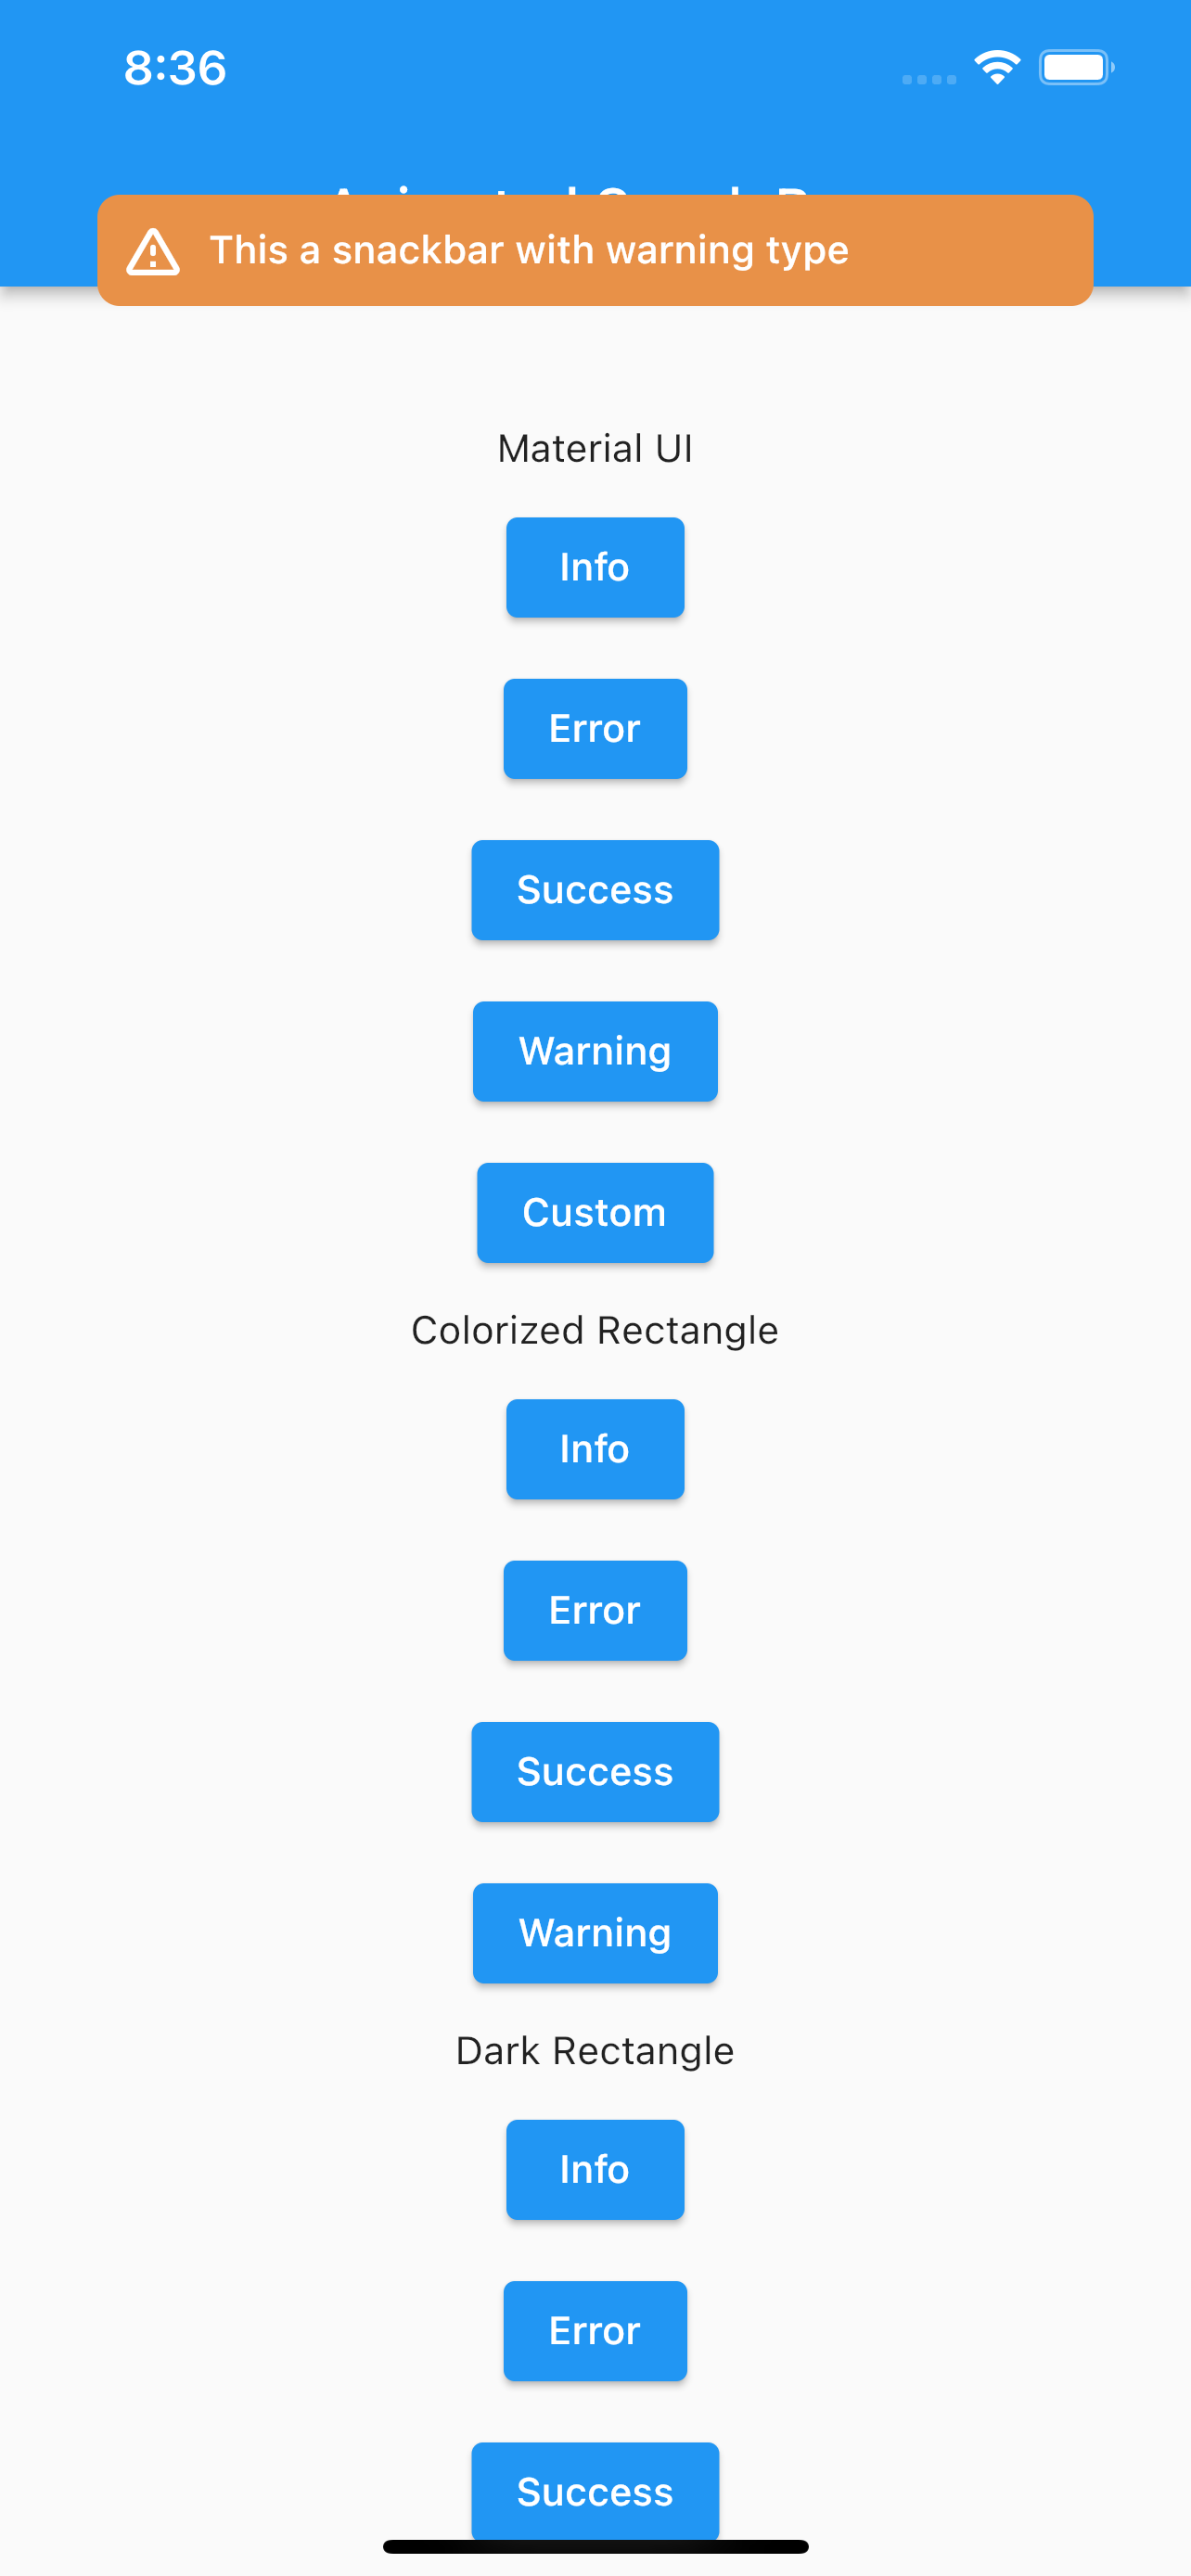 8:36
This a snackbar with warning type
Material UI
Info
Error
Success
Warning
Custom
Colorized Rectangle
Info
Error
Success
Warning
Dark Rectangle
Info
Error
Success